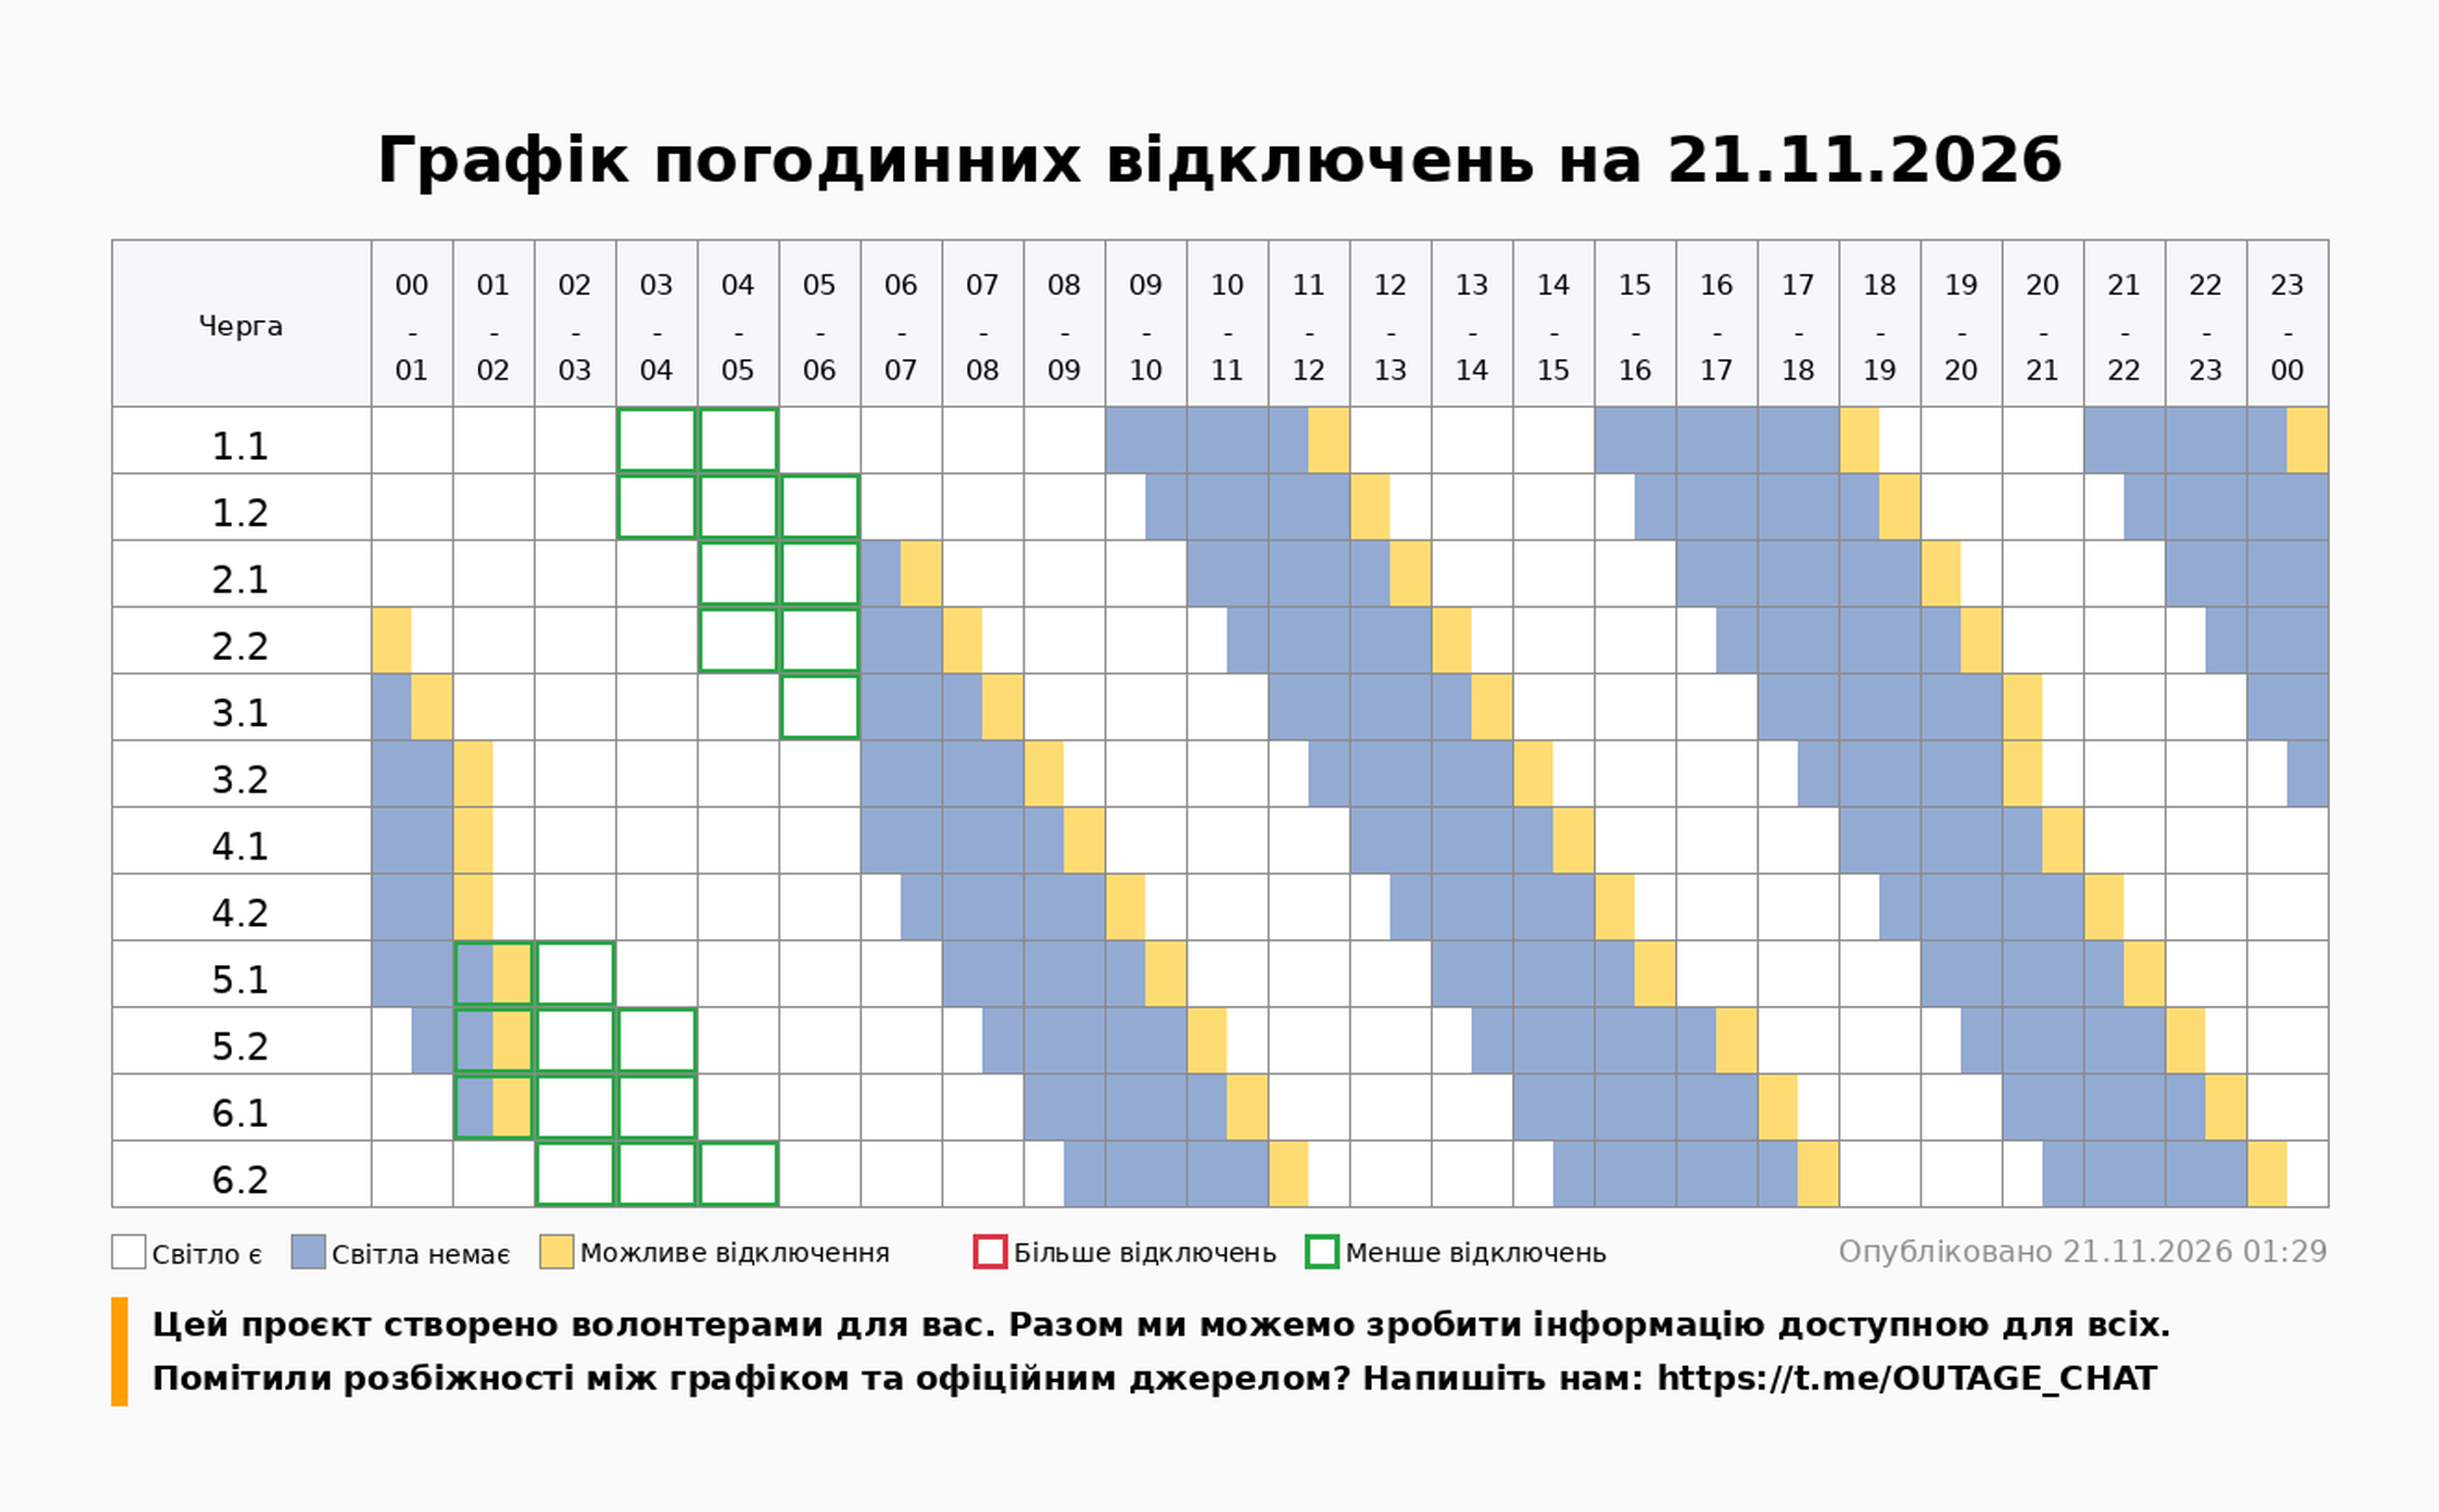 Графік погодинних відключень на 21.11.2026
Черга 00 - 01 01 - 02 02 - 03 03 - 04 04 - 05 05 - 06 06 - 07 07 - 08 08 - 09 09 - 10 10 - 11 11 - 12 12 - 13 13 - 14 14 - 15 15 - 16 16 - 17 17 - 18 18 - 19 19 - 20 20 - 21 21 - 22 22 - 23 23 - 00
1.1
1.2
2.1
2.2
3.1
3.2
4.1
4.2
5.1
5.2
6.1
6.2
Світло є Світла немає Можливе відключення Більше відключень Менше відключень Опубліковано 21.11.2026 01:29
Цей проєкт створено волонтерами для вас. Разом ми можемо зробити інформацію доступною для всіх.
Помітили розбіжності між графіком та офіційним джерелом? Напишіть нам: https://t.me/OUTAGE_CHAT